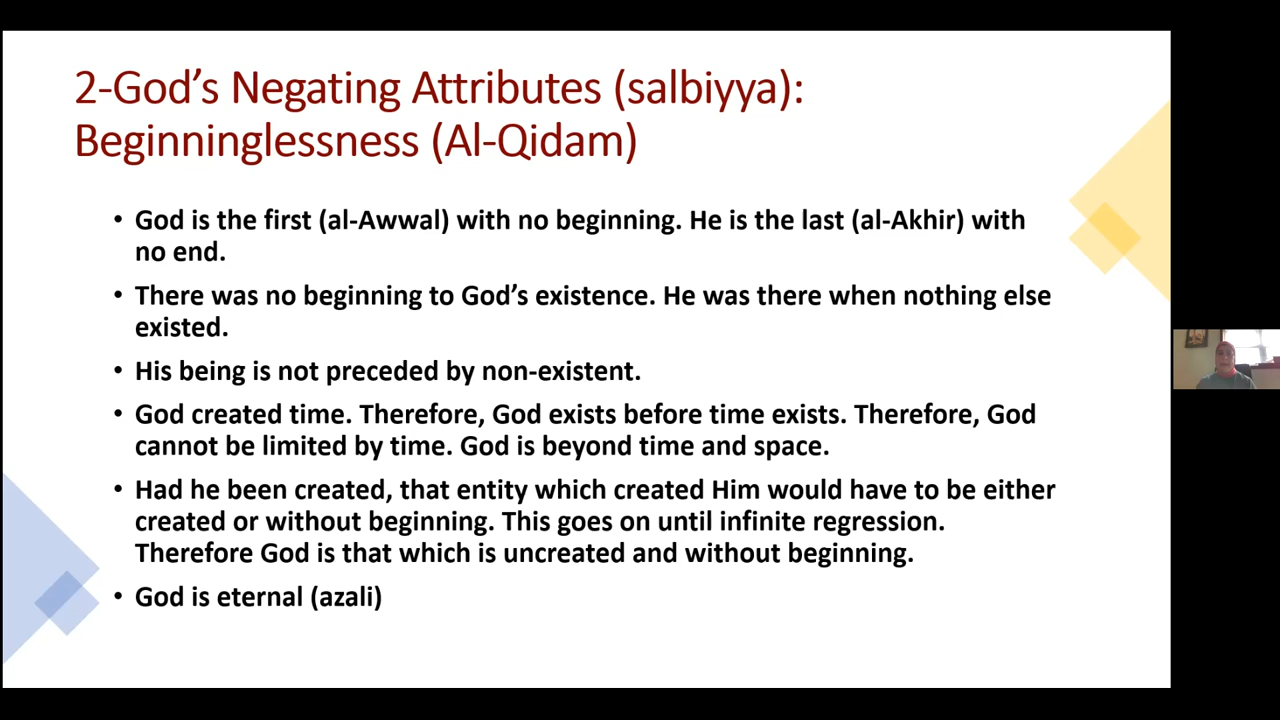 2-God’s Negating Attributes (salbiyya):
Beginninglessness (Al-Qidam)
• God is the first (al-Awwal) with no beginning. He is the last (al-Akhir) with
no end.
• There was no beginning to God’s existence. He was there when nothing else
existed.
• His being is not preceded by non-existent.
• God created time. Therefore, God exists before time exists. Therefore, God
cannot be limited by time. God is beyond time and space.
• Had he been created, that entity which created Him would have to be either
created or without beginning. This goes on until infinite regression.
Therefore God is that which is uncreated and without beginning.
• God is eternal (azali)